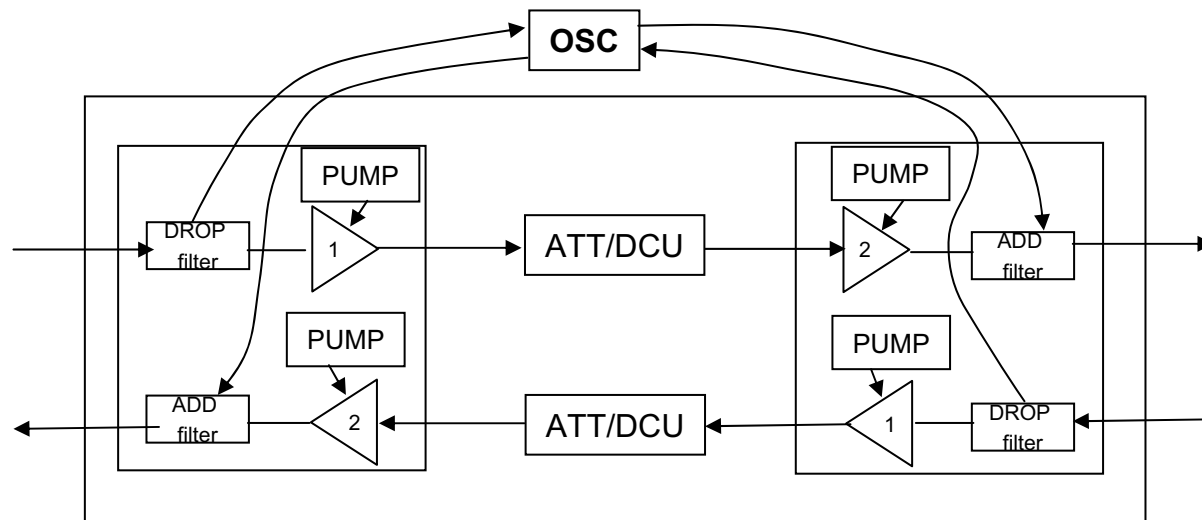 OSC
PUMP
PUMP
DROP
filter
1
ATT/DCU
2
ADD
filter
PUMP
PUMP
ADD
filter
2
ATT/DCU
1
DROP
filter